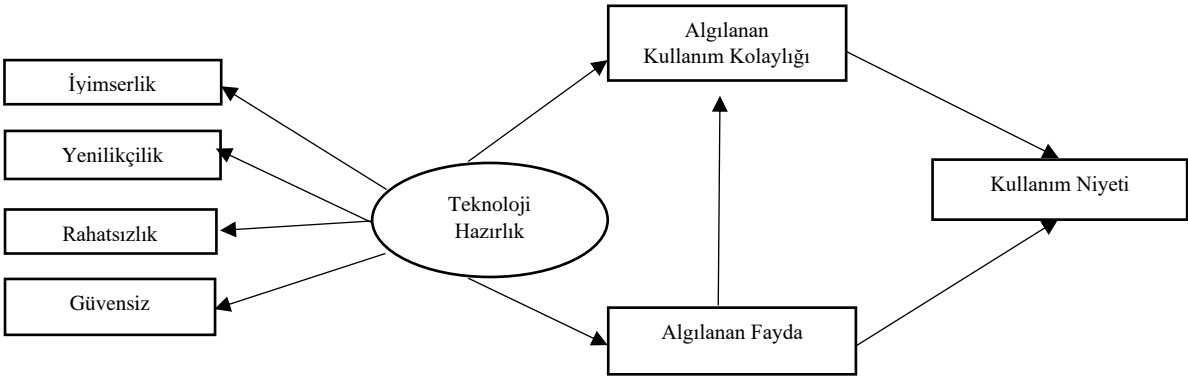 Algılanan
Kullanım Kolaylığı
İyimserlik
Yenilikçilik
Rahatsızlık
Güvensiz
Teknoloji
Hazırlık
Kullanım Niyeti
Algılanan Fayda